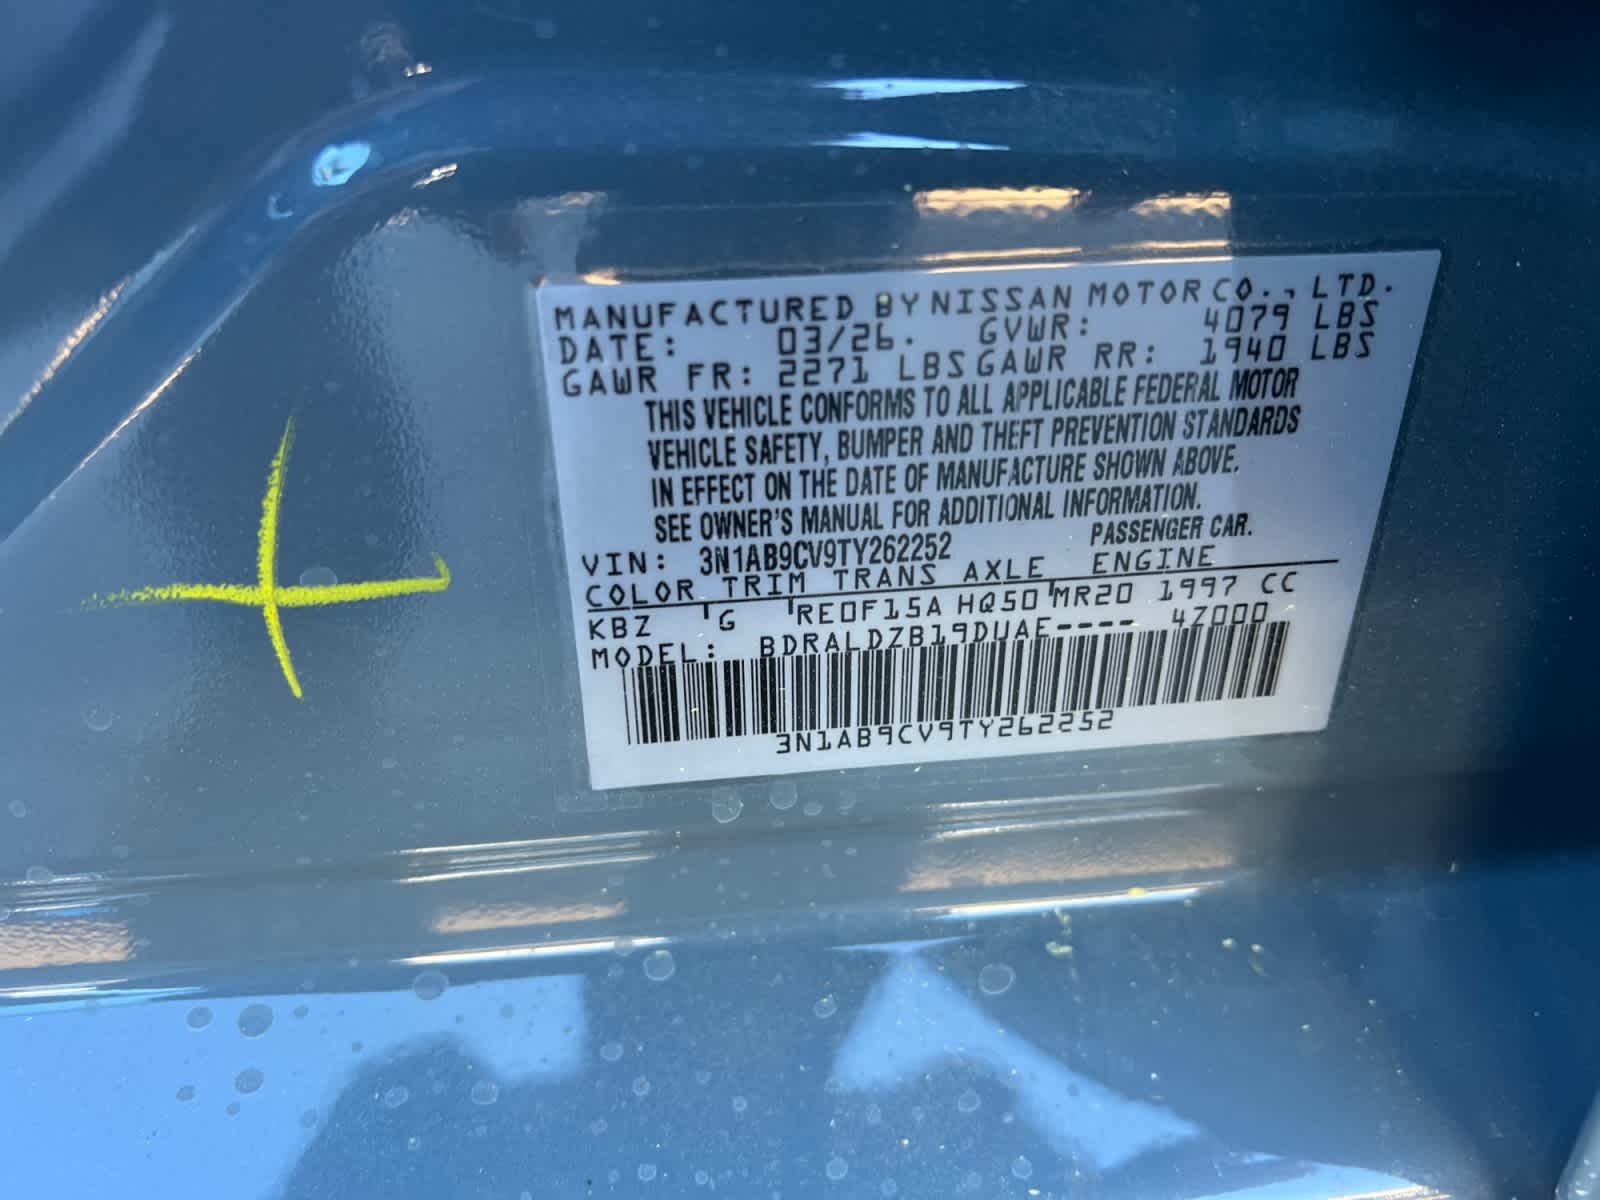 MANUFACTURED BY NISSAN MOTOR CO., LTD.
DATE: 03/26. GVWR: 4079 LBS
GAWR FR: 2271 LBS GAWR RR: 1940 LBS
THIS VEHICLE CONFORMS TO ALL APPLICABLE FEDERAL MOTOR
VEHICLE SAFETY, BUMPER AND THEFT PREVENTION STANDARDS
IN EFFECT ON THE DATE OF MANUFACTURE SHOWN ABOVE.
SEE OWNER'S MANUAL FOR ADDITIONAL INFORMATION.
VIN: 3N1AB9CV9TY262252 PASSENGER CAR.
COLOR TRIM TRANS AXLE ENGINE
KBZ G RE0F15A HQ50 MR20 1997 CC
MODEL: BDRALDZB19DUAE---- 4Z000
3N1AB9CV9TY262252